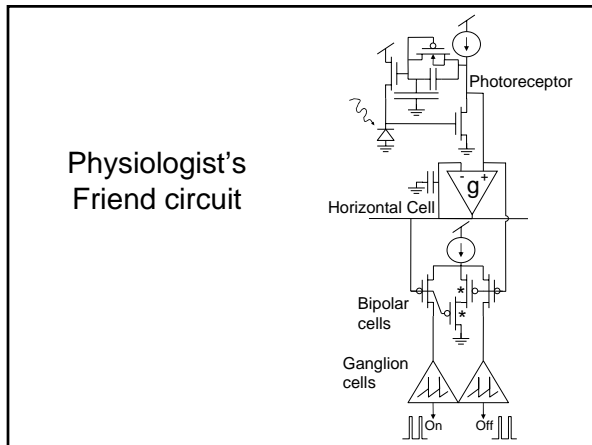 Physiologist's
Friend circuit
Photoreceptor
- +
g
Horizontal Cell
*
Bipolar
cells
*
Ganglion
cells
On Off